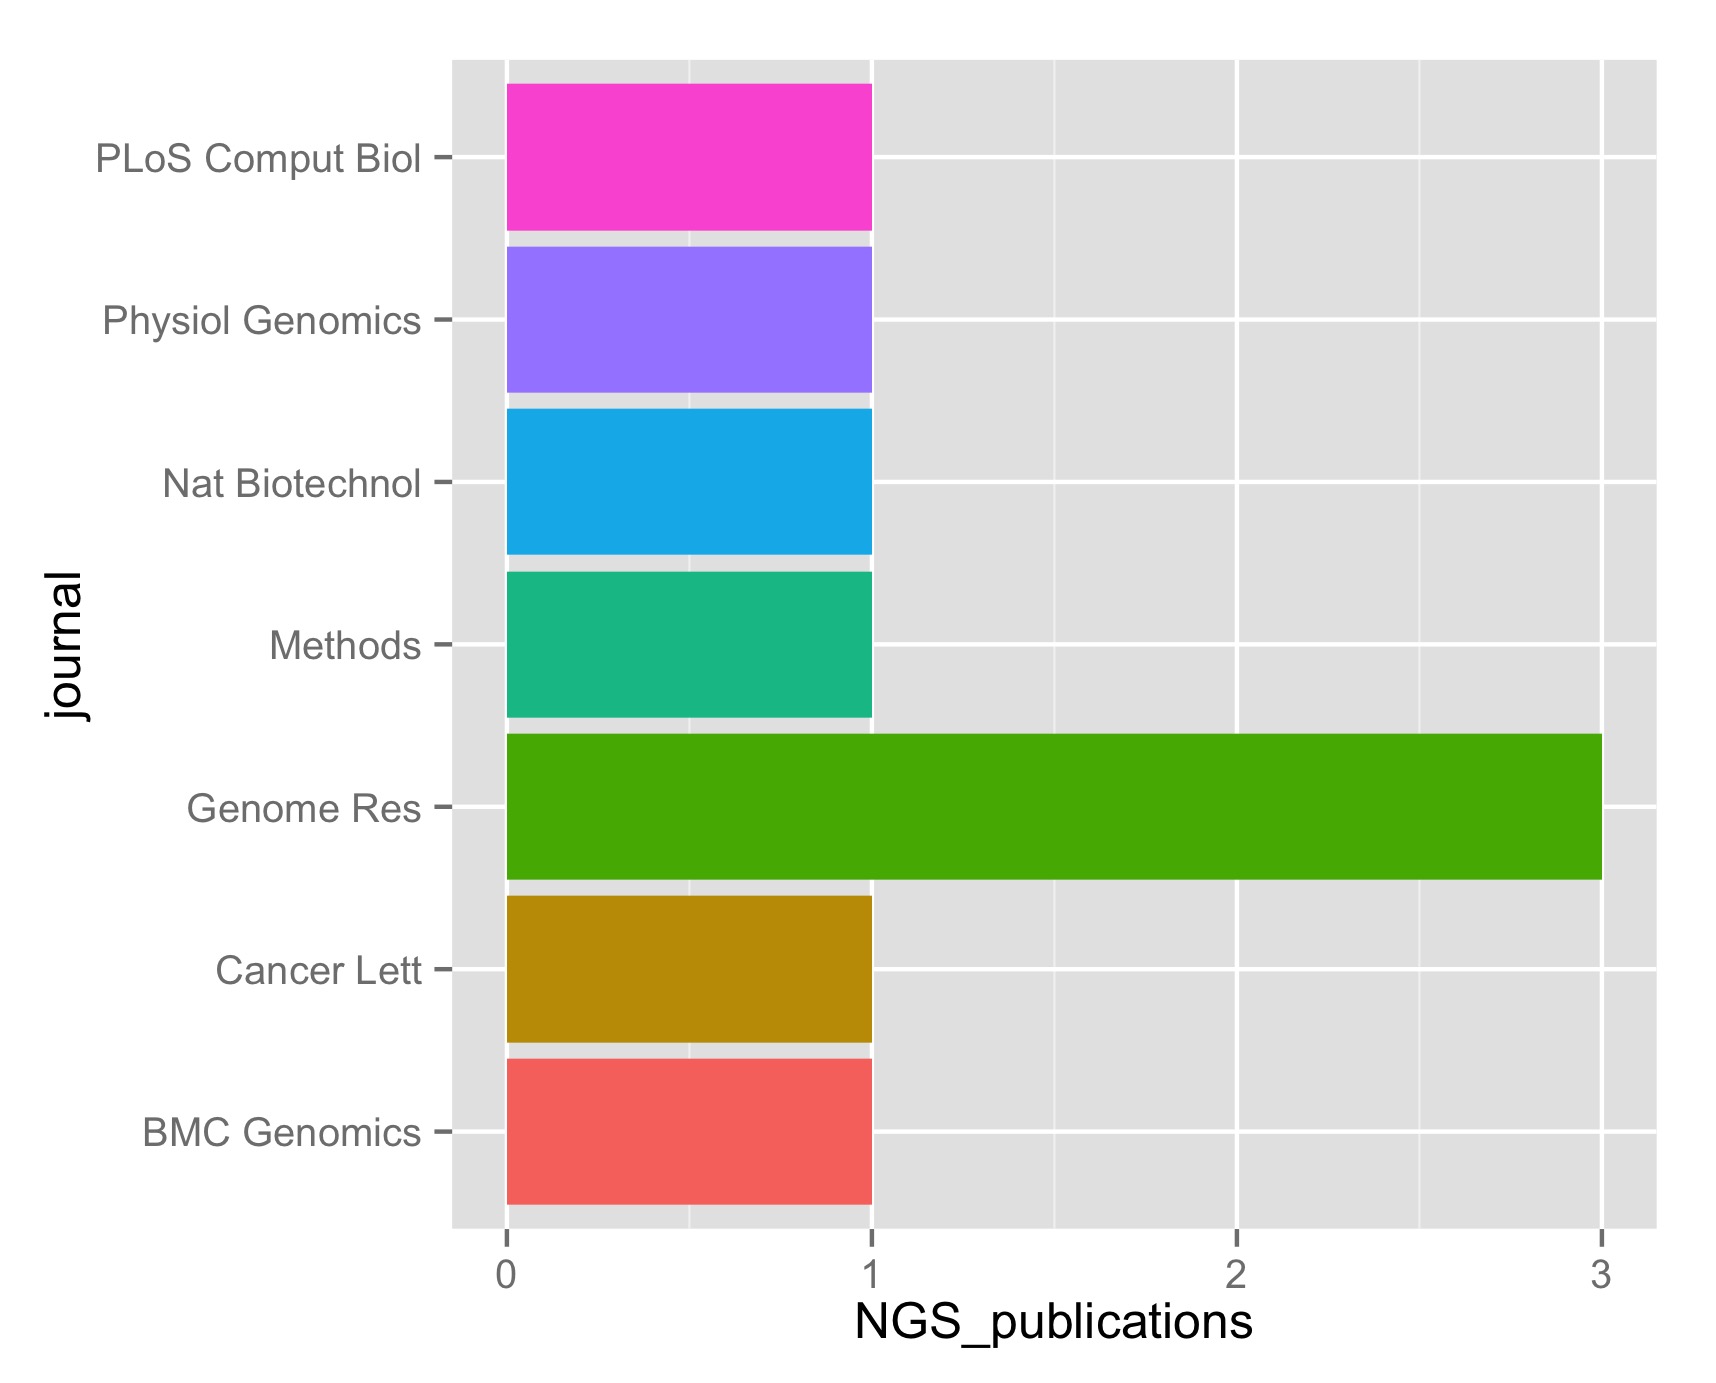 PLoS Comput Biol
Physiol Genomics
Nat Biotechnol
Methods
Genome Res
Cancer Lett
BMC Genomics
journal
0 1 2 3
NGS_publications